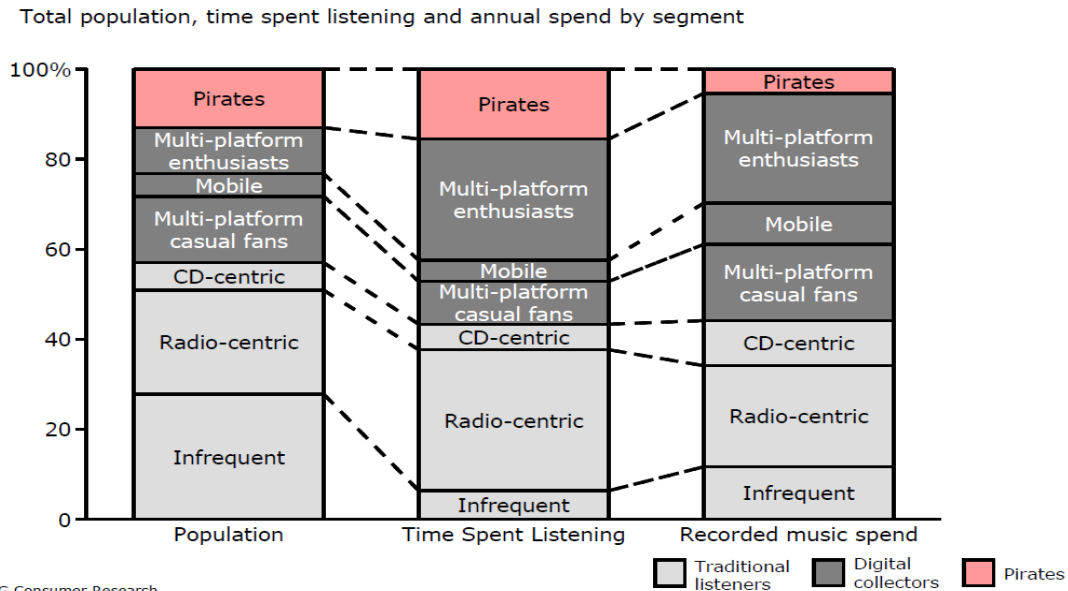 Total population, time spent listening and annual spend by segment
100%
80
60
40
20
0
Pirates
Multi-platform
enthusiasts
Mobile
Multi-platform
casual fans
CD-centric
Radio-centric
Infrequent
Population
Pirates
Multi-platform
enthusiasts
Mobile
Multi-platform
casual fans
CD-centric
Radio-centric
Infrequent
Time Spent Listening
Pirates
Multi-platform
enthusiasts
Mobile
Multi-platform
casual fans
CD-centric
Radio-centric
Infrequent
Recorded music spend
Traditional
listeners
Digital
collectors
Pirates
Consumer Research